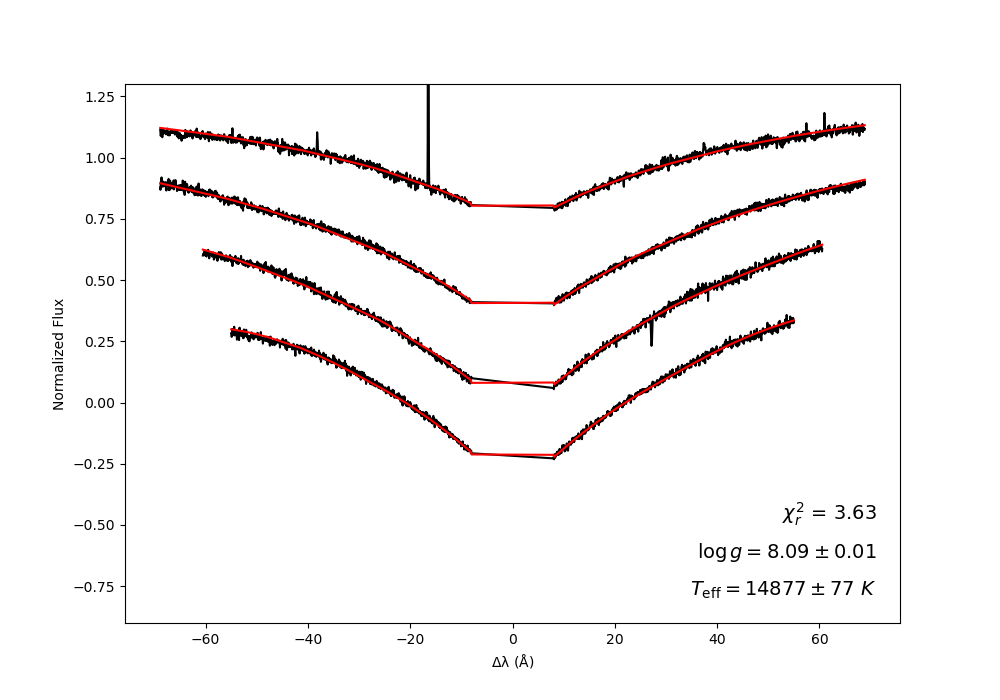 1.25
1.00
0.75
0.50
0.25
0.00
−0.25
−0.50
−0.75
Normalized Flux
χ²ᵣ = 3.63
log g = 8.09 ± 0.01
T_eff = 14877 ± 77 K
−60 −40 −20 0 20 40 60
Δλ (Å)